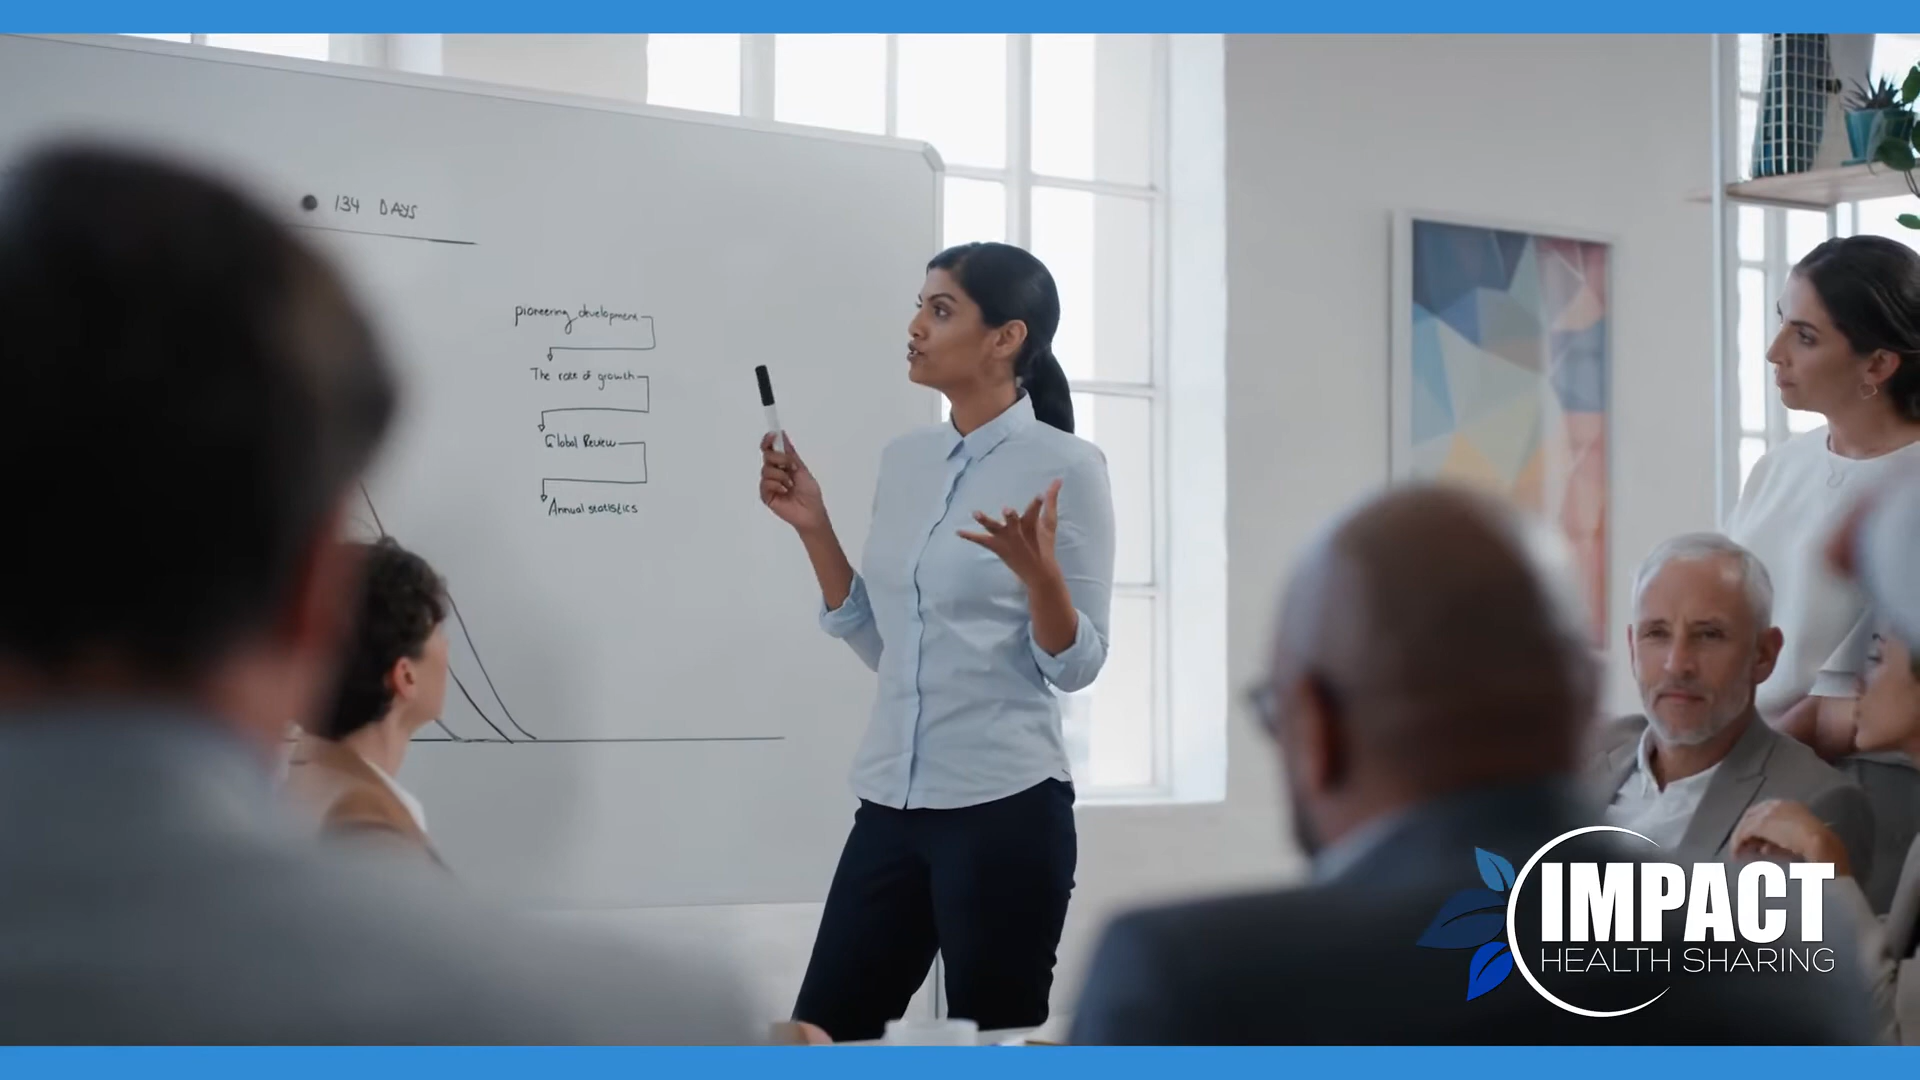 134 DAYS
pioneering development
The rate of growth
Global Review
Annual statistics
IMPACT
HEALTH SHARING